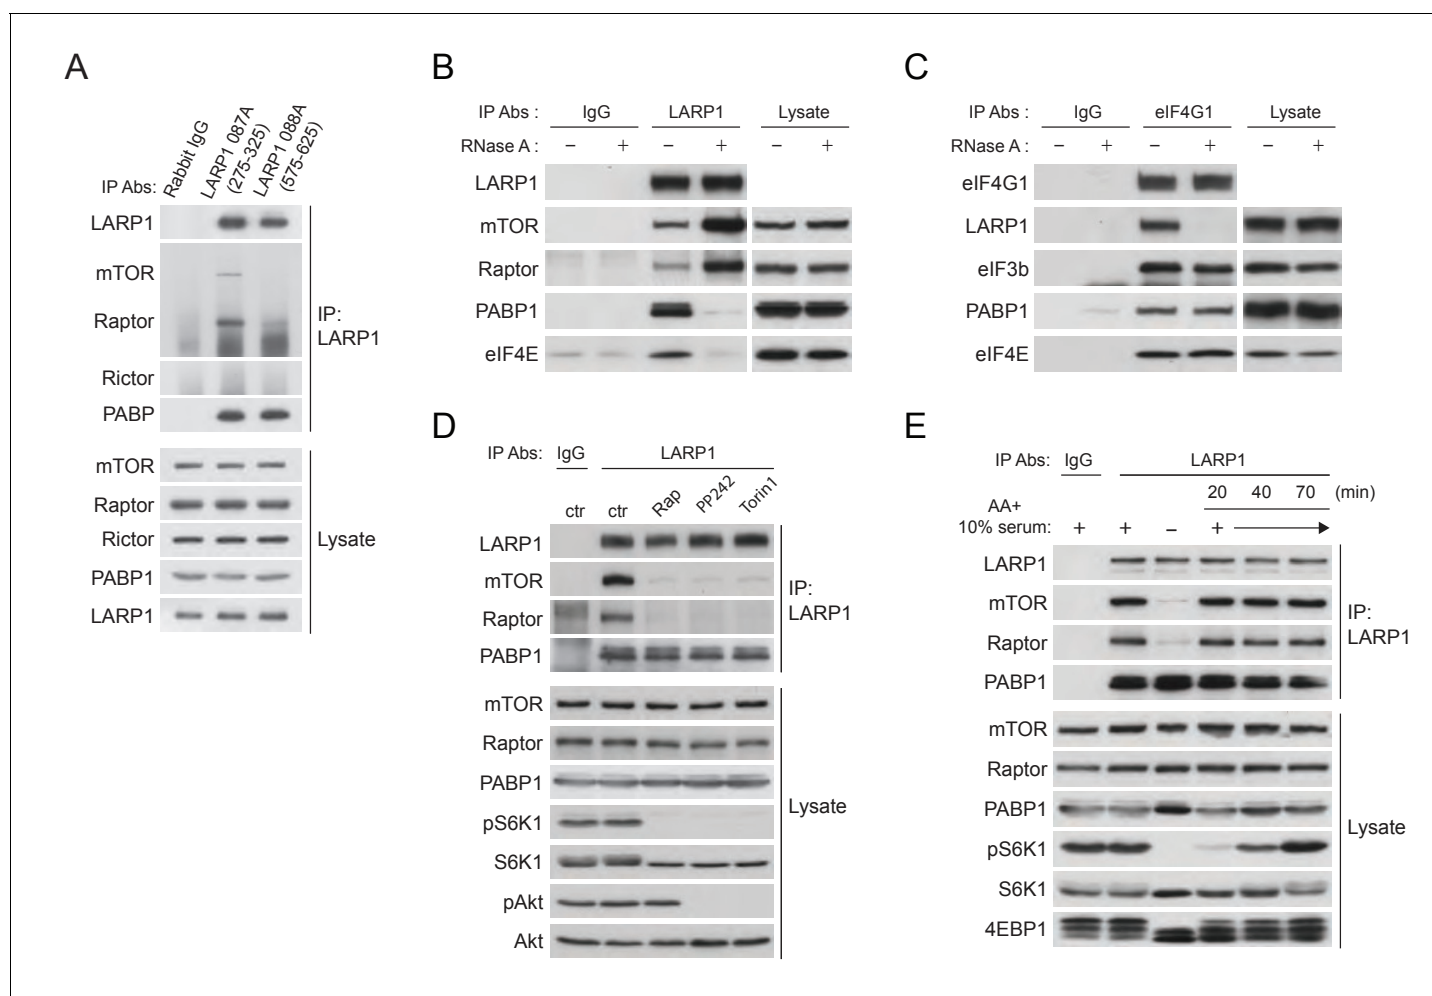 A
IP Abs:
Rabbit IgG
LARP1 087A
(275-325)
LARP1 088A
(575-625)
LARP1
mTOR
Raptor
Rictor
PABP
IP:
LARP1
mTOR
Raptor
Rictor
PABP1
LARP1
Lysate
B
IP Abs : IgG LARP1 Lysate
RNase A : – + – + – +
LARP1
mTOR
Raptor
PABP1
eIF4E
C
IP Abs : IgG eIF4G1 Lysate
RNase A : – + – + – +
eIF4G1
LARP1
eIF3b
PABP1
eIF4E
D
IP Abs: IgG LARP1
ctr ctr Rap PP242 Torin1
LARP1
mTOR
Raptor
PABP1
IP:
LARP1
mTOR
Raptor
PABP1
pS6K1
S6K1
pAkt
Akt
Lysate
E
IP Abs: IgG LARP1
20 40 70 (min)
AA+
10% serum: + + – +
LARP1
mTOR
Raptor
PABP1
IP:
LARP1
mTOR
Raptor
PABP1
pS6K1
S6K1
4EBP1
Lysate